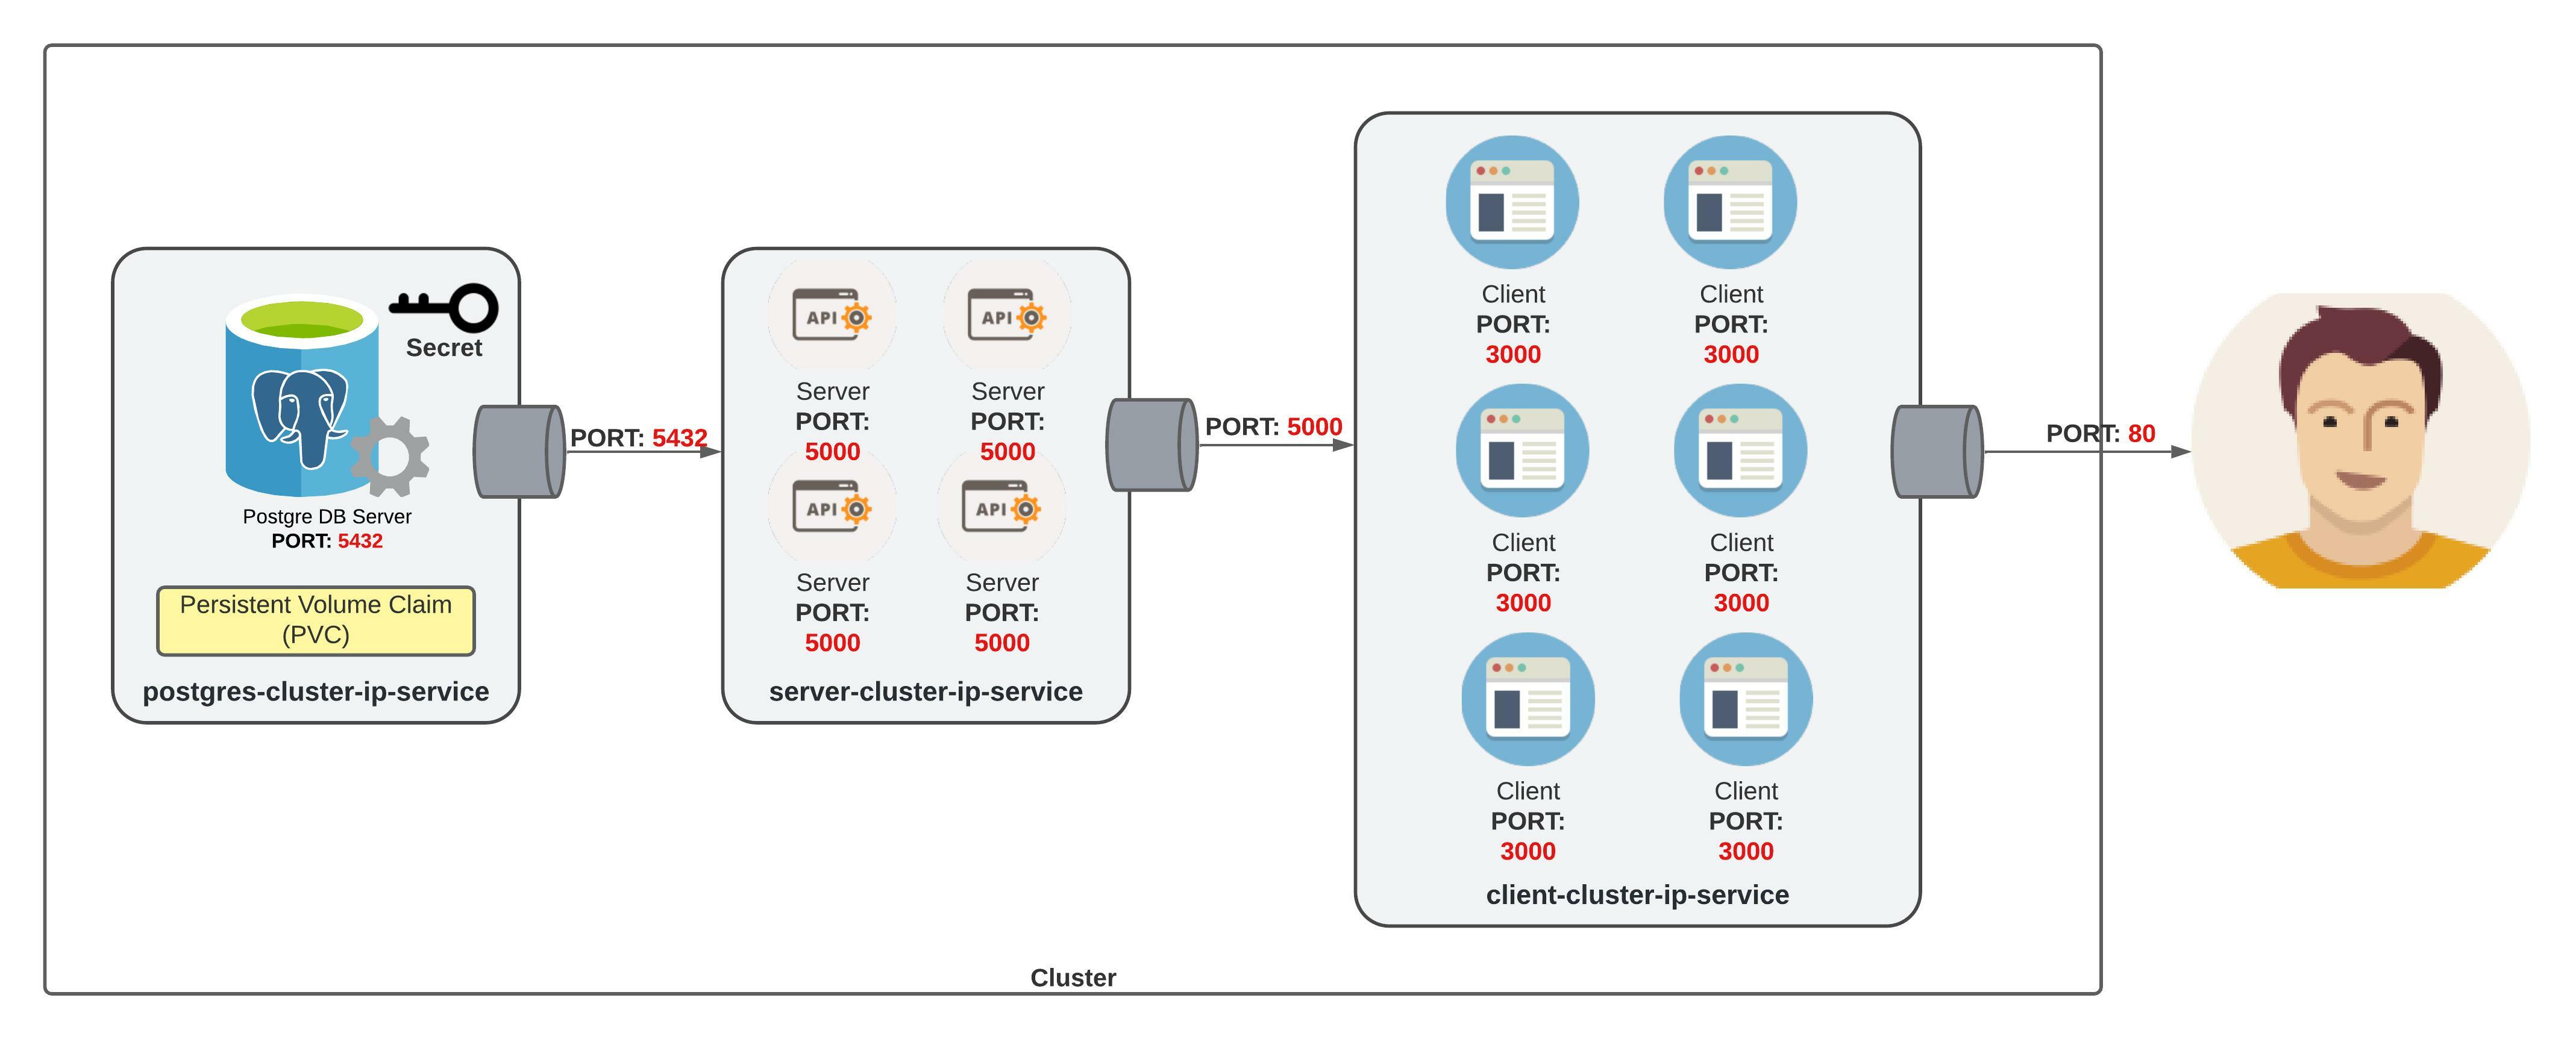 Secret
Postgre DB Server
PORT: 5432
Persistent Volume Claim
(PVC)
postgres-cluster-ip-service
PORT: 5432
API
Server
PORT:
5000
API
Server
PORT:
5000
API
Server
PORT:
5000
API
Server
PORT:
5000
server-cluster-ip-service
PORT: 5000
Client
PORT:
3000
Client
PORT:
3000
Client
PORT:
3000
Client
PORT:
3000
Client
PORT:
3000
Client
PORT:
3000
client-cluster-ip-service
PORT: 80
Cluster